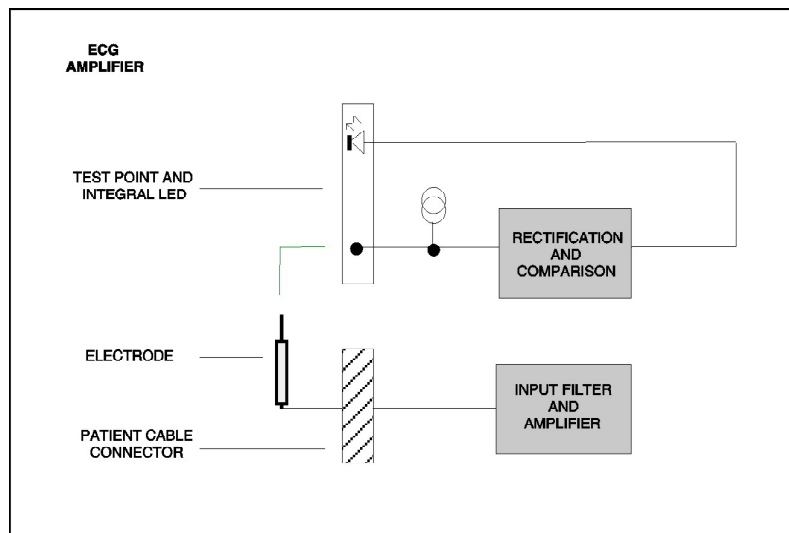 ECG
AMPLIFIER
TEST POINT AND
INTEGRAL LED
RECTIFICATION
AND
COMPARISON
ELECTRODE
INPUT FILTER
AND
AMPLIFIER
PATIENT CABLE
CONNECTOR